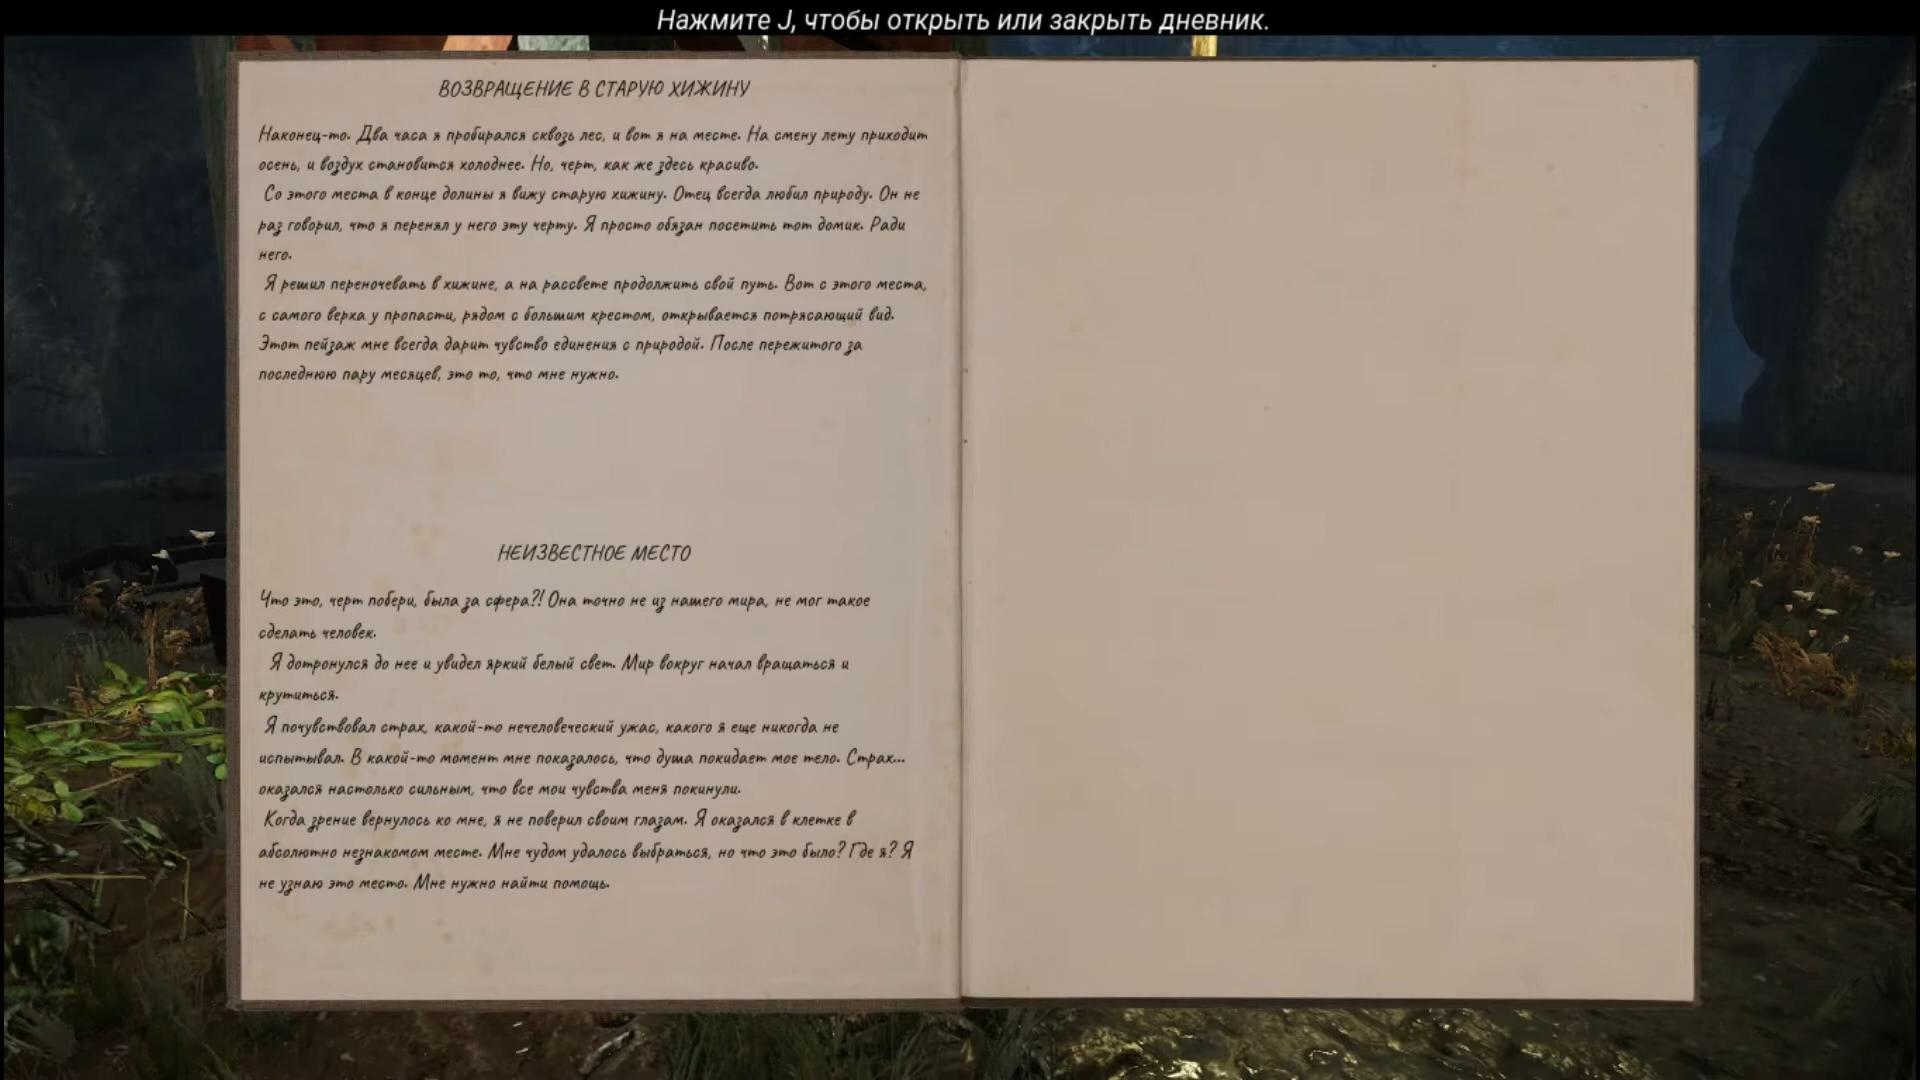 Нажмите J, чтобы открыть или закрыть дневник.
ВОЗВРАЩЕНИЕ В СТАРУЮ ХИЖИНУ
Наконец-то. Два часа я пробирался сквозь лес, и вот я на месте. На смену лету приходит
осень, и воздух становится холоднее. Но, черт, как же здесь красиво.
Со этого места в конце долины я вижу старую хижину. Отец всегда любил природу. Он не
раз говорил, что я перенял у него эту черту. Я просто обязан посетить тот домик. Ради
него.
Я решил переночевать в хижине, а на рассвете продолжить свой путь. Вот с этого места,
с самого верха у пропасти, рядом с большим крестом, открывается потрясающий вид.
Этот пейзаж мне всегда дарит чувство единения с природой. После пережитого за
последнюю пару месяцев, это то, что мне нужно.
НЕИЗВЕСТНОЕ МЕСТО
Что это, черт побери, была за сфера?! Она точно не из нашего мира, не мог такое
сделать человек.
Я дотронулся до нее и увидел яркий белый свет. Мир вокруг начал вращаться и
крутиться.
Я почувствовал страх, какой-то нечеловеческий ужас, какого я еще никогда не
испытывал. В какой-то момент мне показалось, что душа покидает мое тело. Страх...
оказался настолько сильным, что все мои чувства меня покинули.
Когда зрение вернулось ко мне, я не поверил своим глазам. Я оказался в клетке в
абсолютно незнакомом месте. Мне чудом удалось выбраться, но что это было? Где я? Я
не узнаю это место. Мне нужно найти помощь.